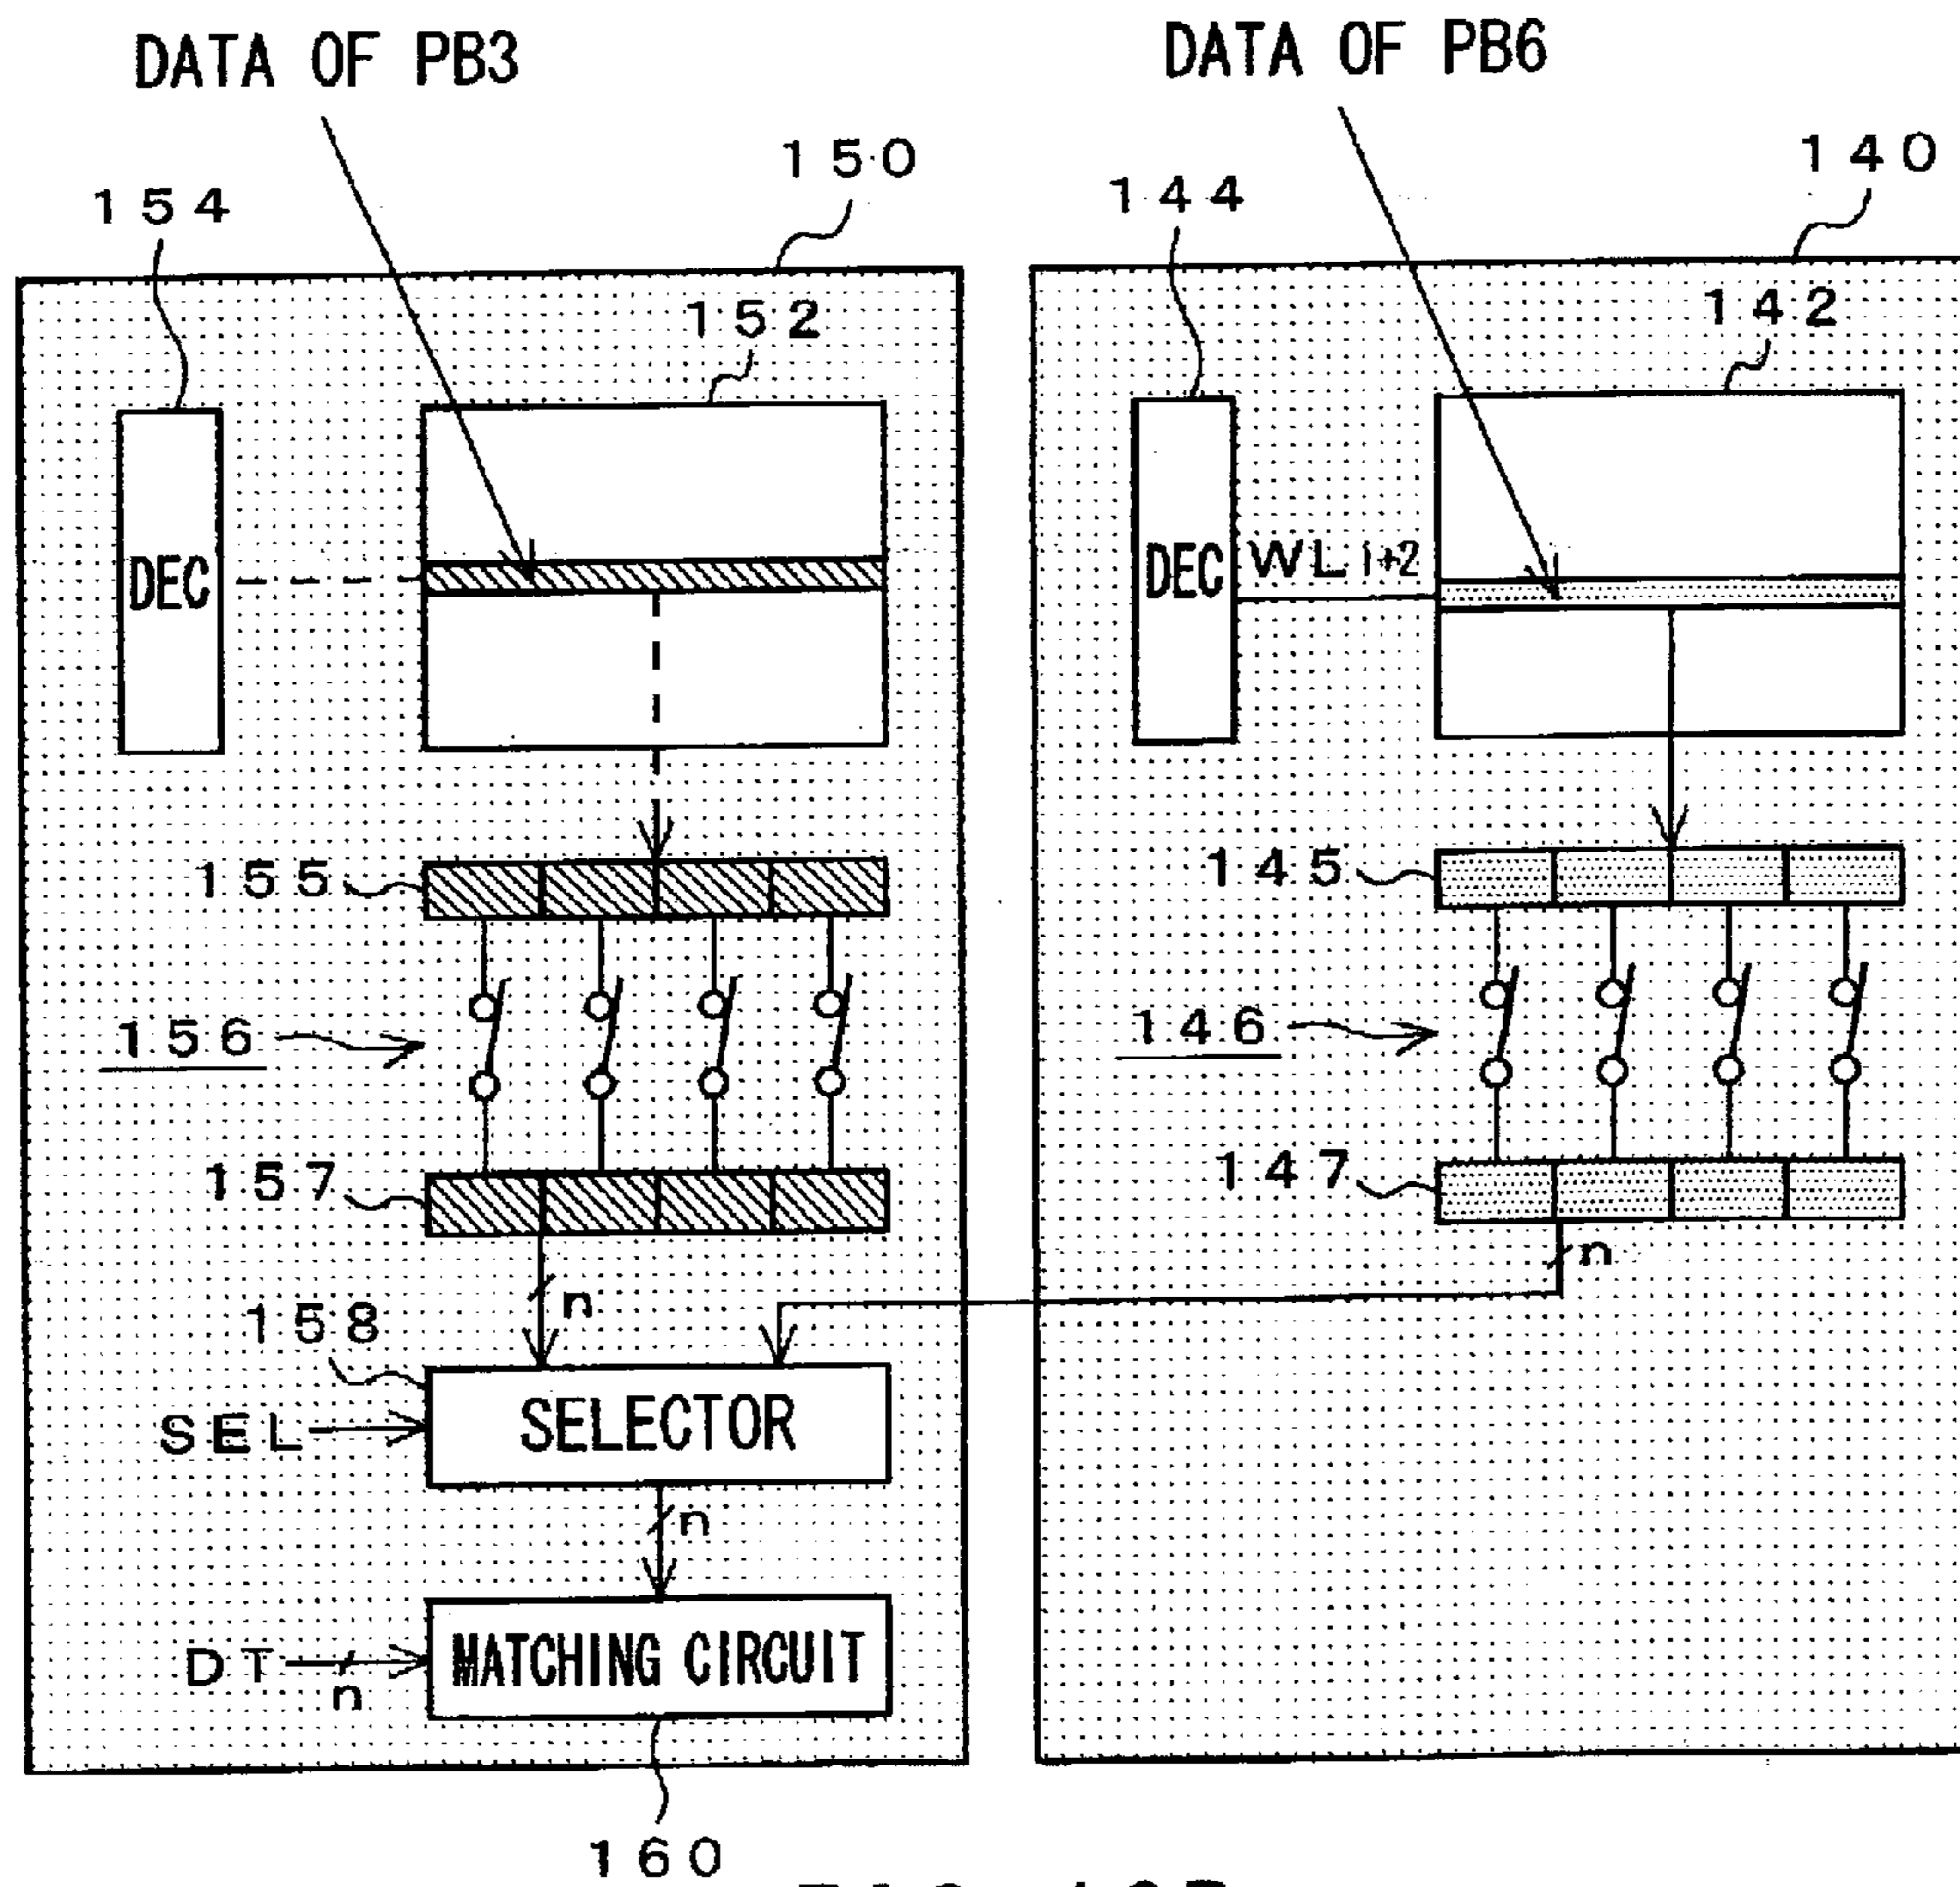 DATA OF PB3
DATA OF PB6
150
140
154
144
152
142
DEC
DEC
WLi+2
155
145
156
146
157
147
n
n
158
SEL
SELECTOR
n
DT
n
MATCHING CIRCUIT
160